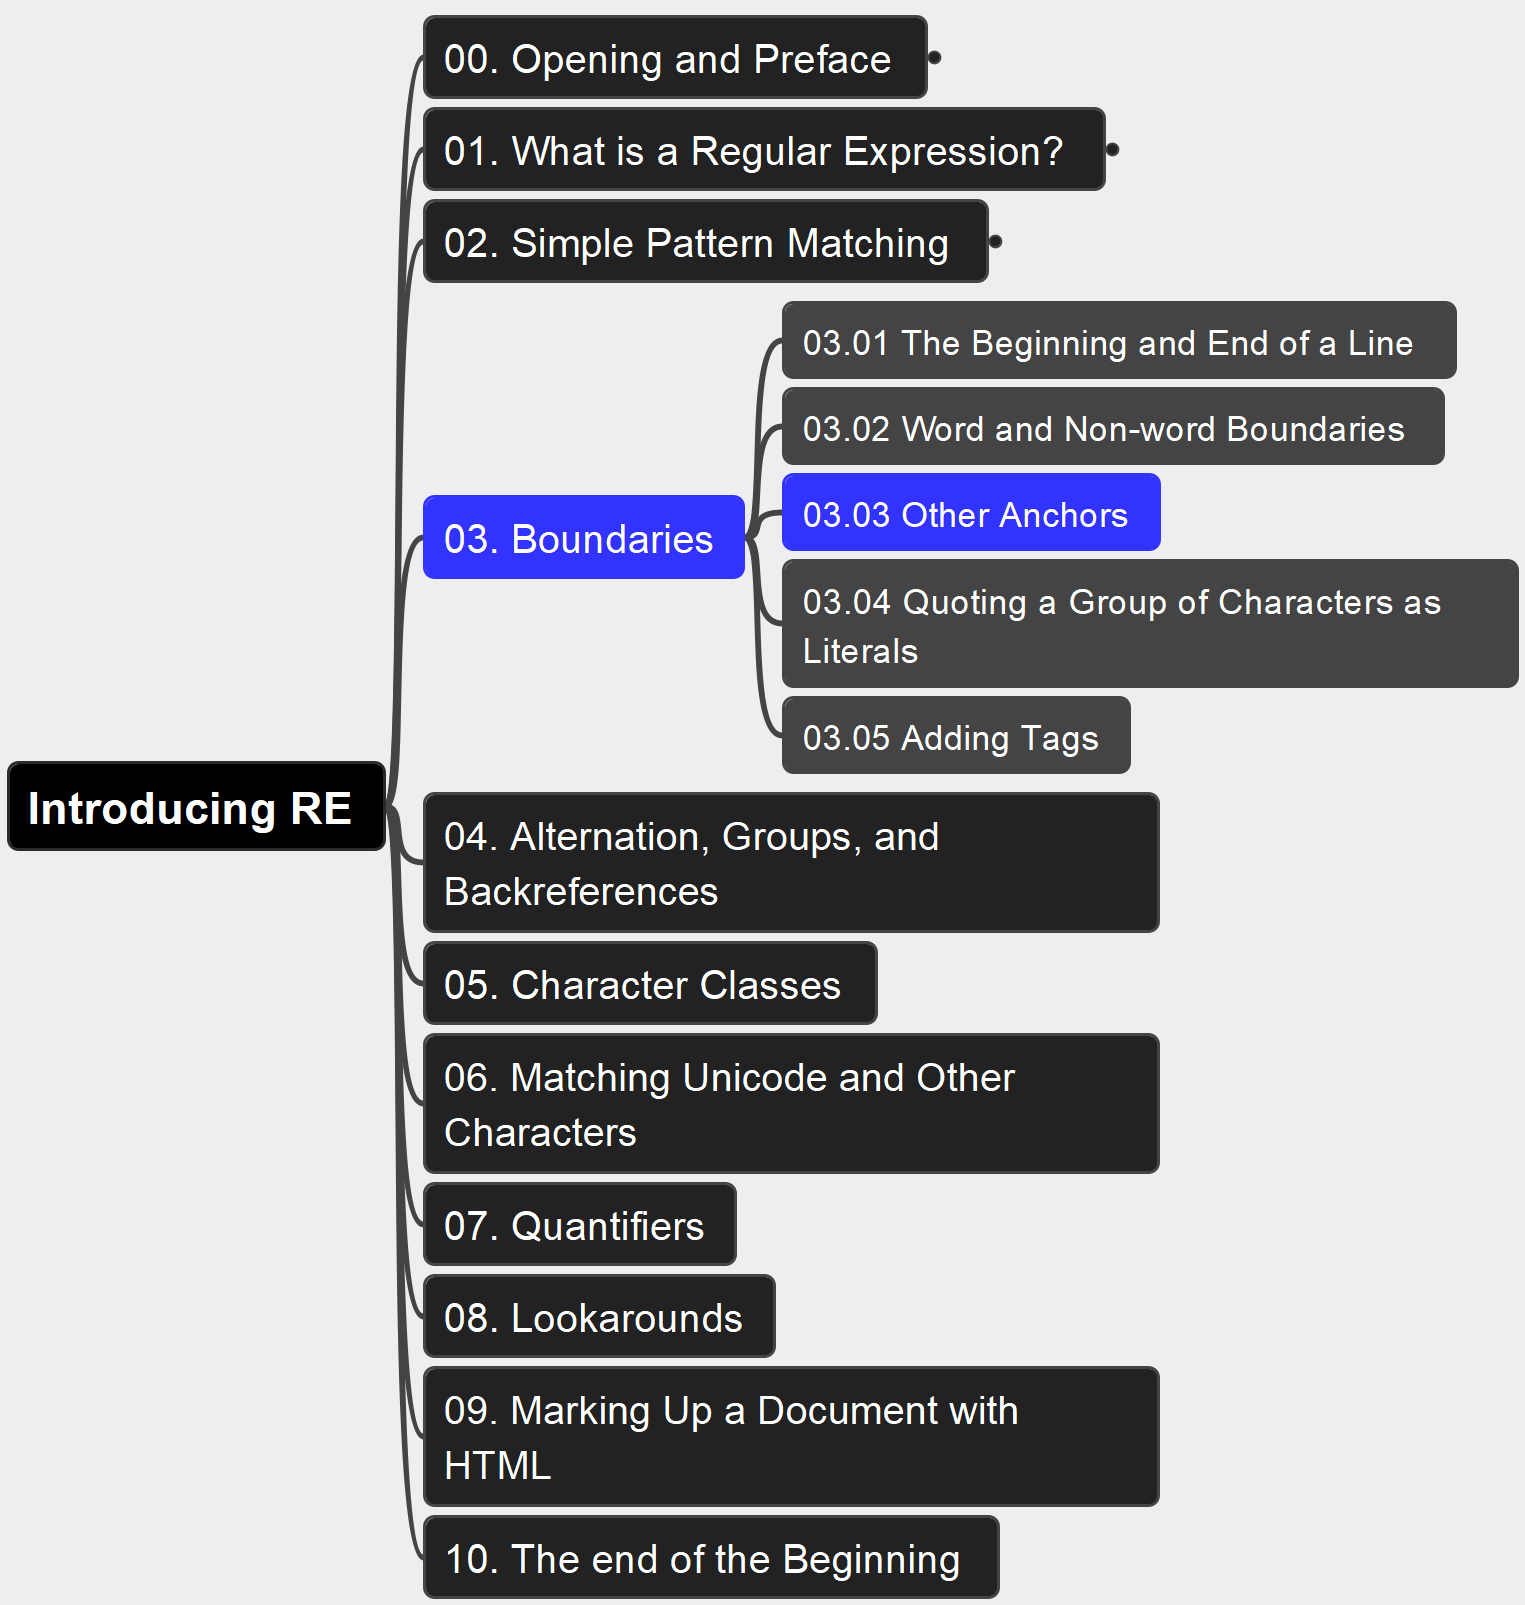 00. Opening and Preface
01. What is a Regular Expression?
02. Simple Pattern Matching
03.01 The Beginning and End of a Line
03.02 Word and Non-word Boundaries
03.03 Other Anchors
03. Boundaries
03.04 Quoting a Group of Characters as
Literals
03.05 Adding Tags
Introducing RE
04. Alternation, Groups, and
Backreferences
05. Character Classes
06. Matching Unicode and Other
Characters
07. Quantifiers
08. Lookarounds
09. Marking Up a Document with
HTML
10. The end of the Beginning